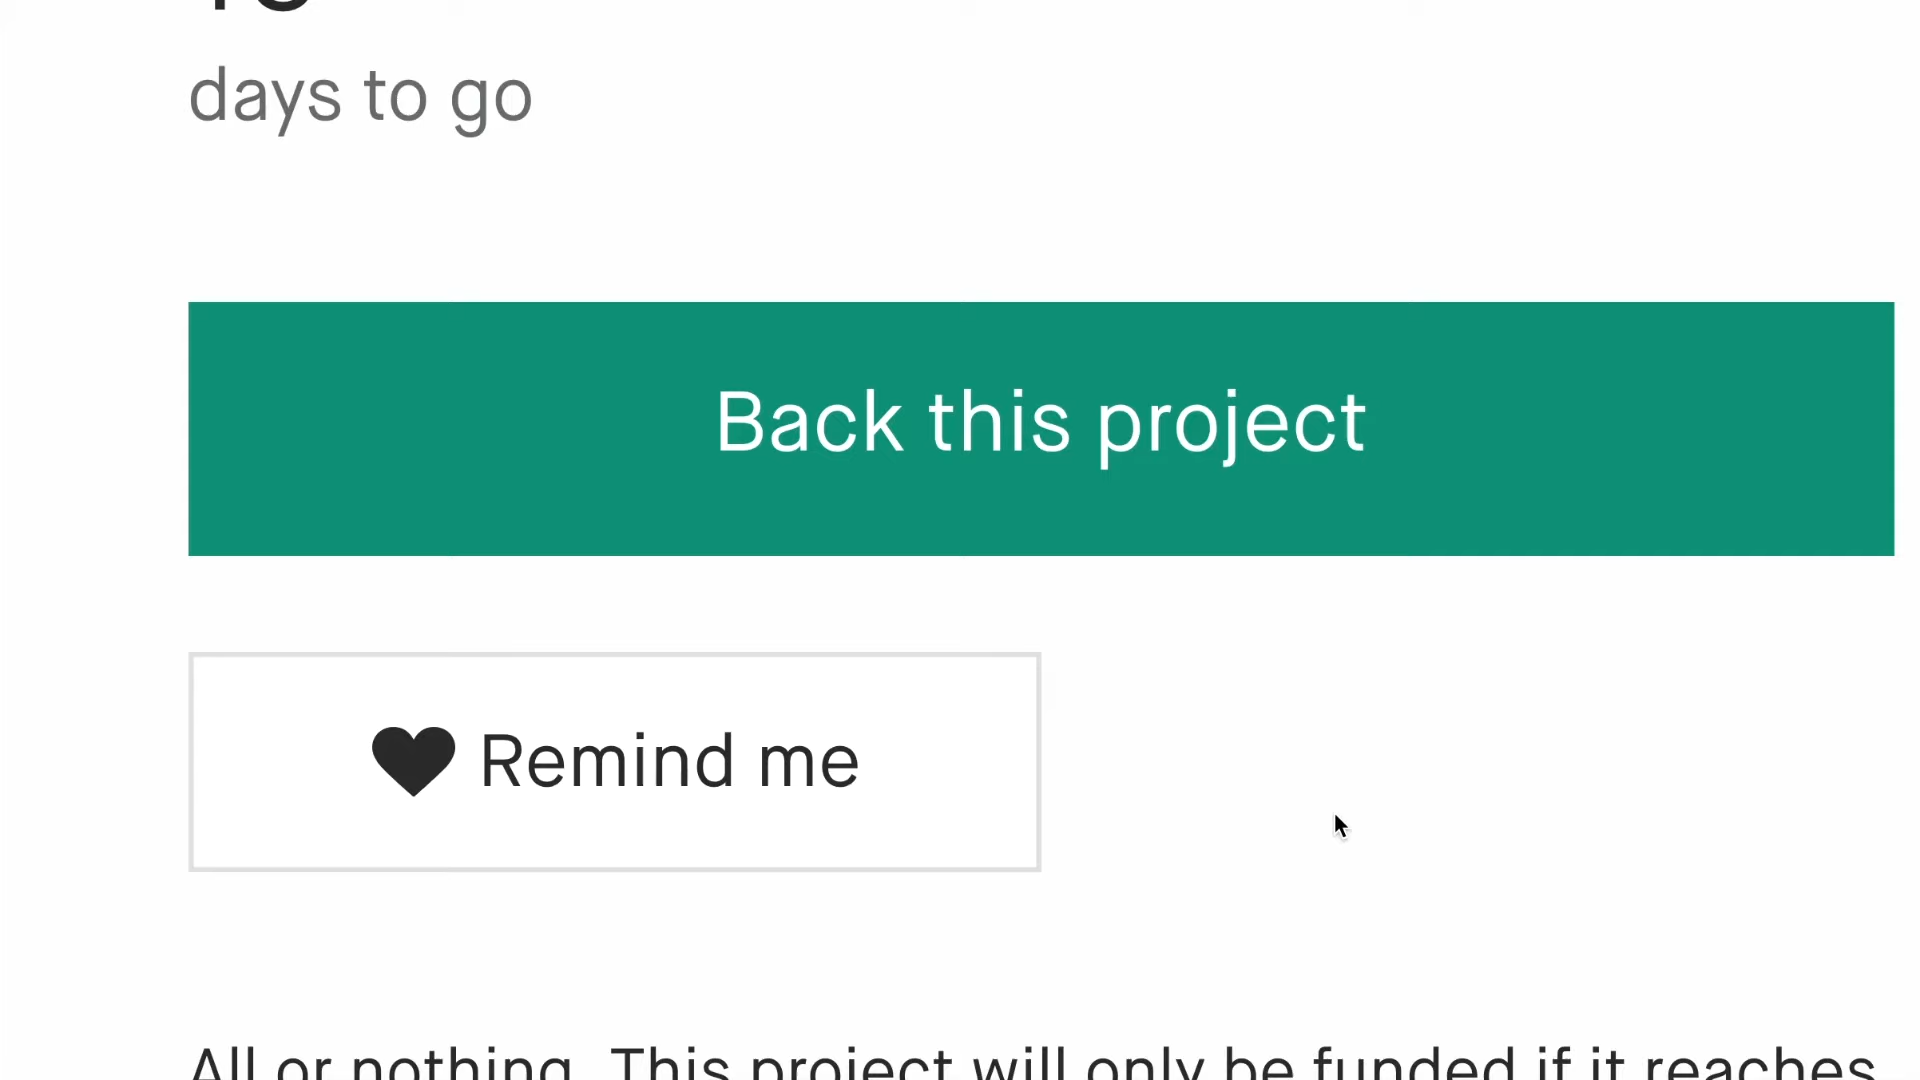 days to go
Back this project
Remind me
All or nothing. This project will only be funded if it reaches